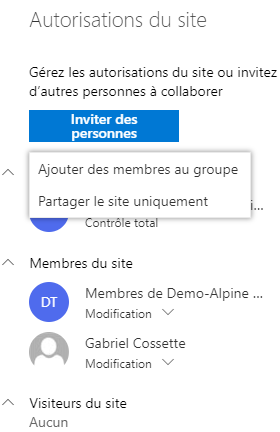 Autorisations du site
Gérez les autorisations du site ou invitez
d'autres personnes à collaborer
Inviter des
personnes
Ajouter des membres au groupe
Partager le site uniquement
Contrôle total
Membres du site
DT
Membres de Demo-Alpine ...
Modification
Gabriel Cossette
Modification
Visiteurs du site
Aucun